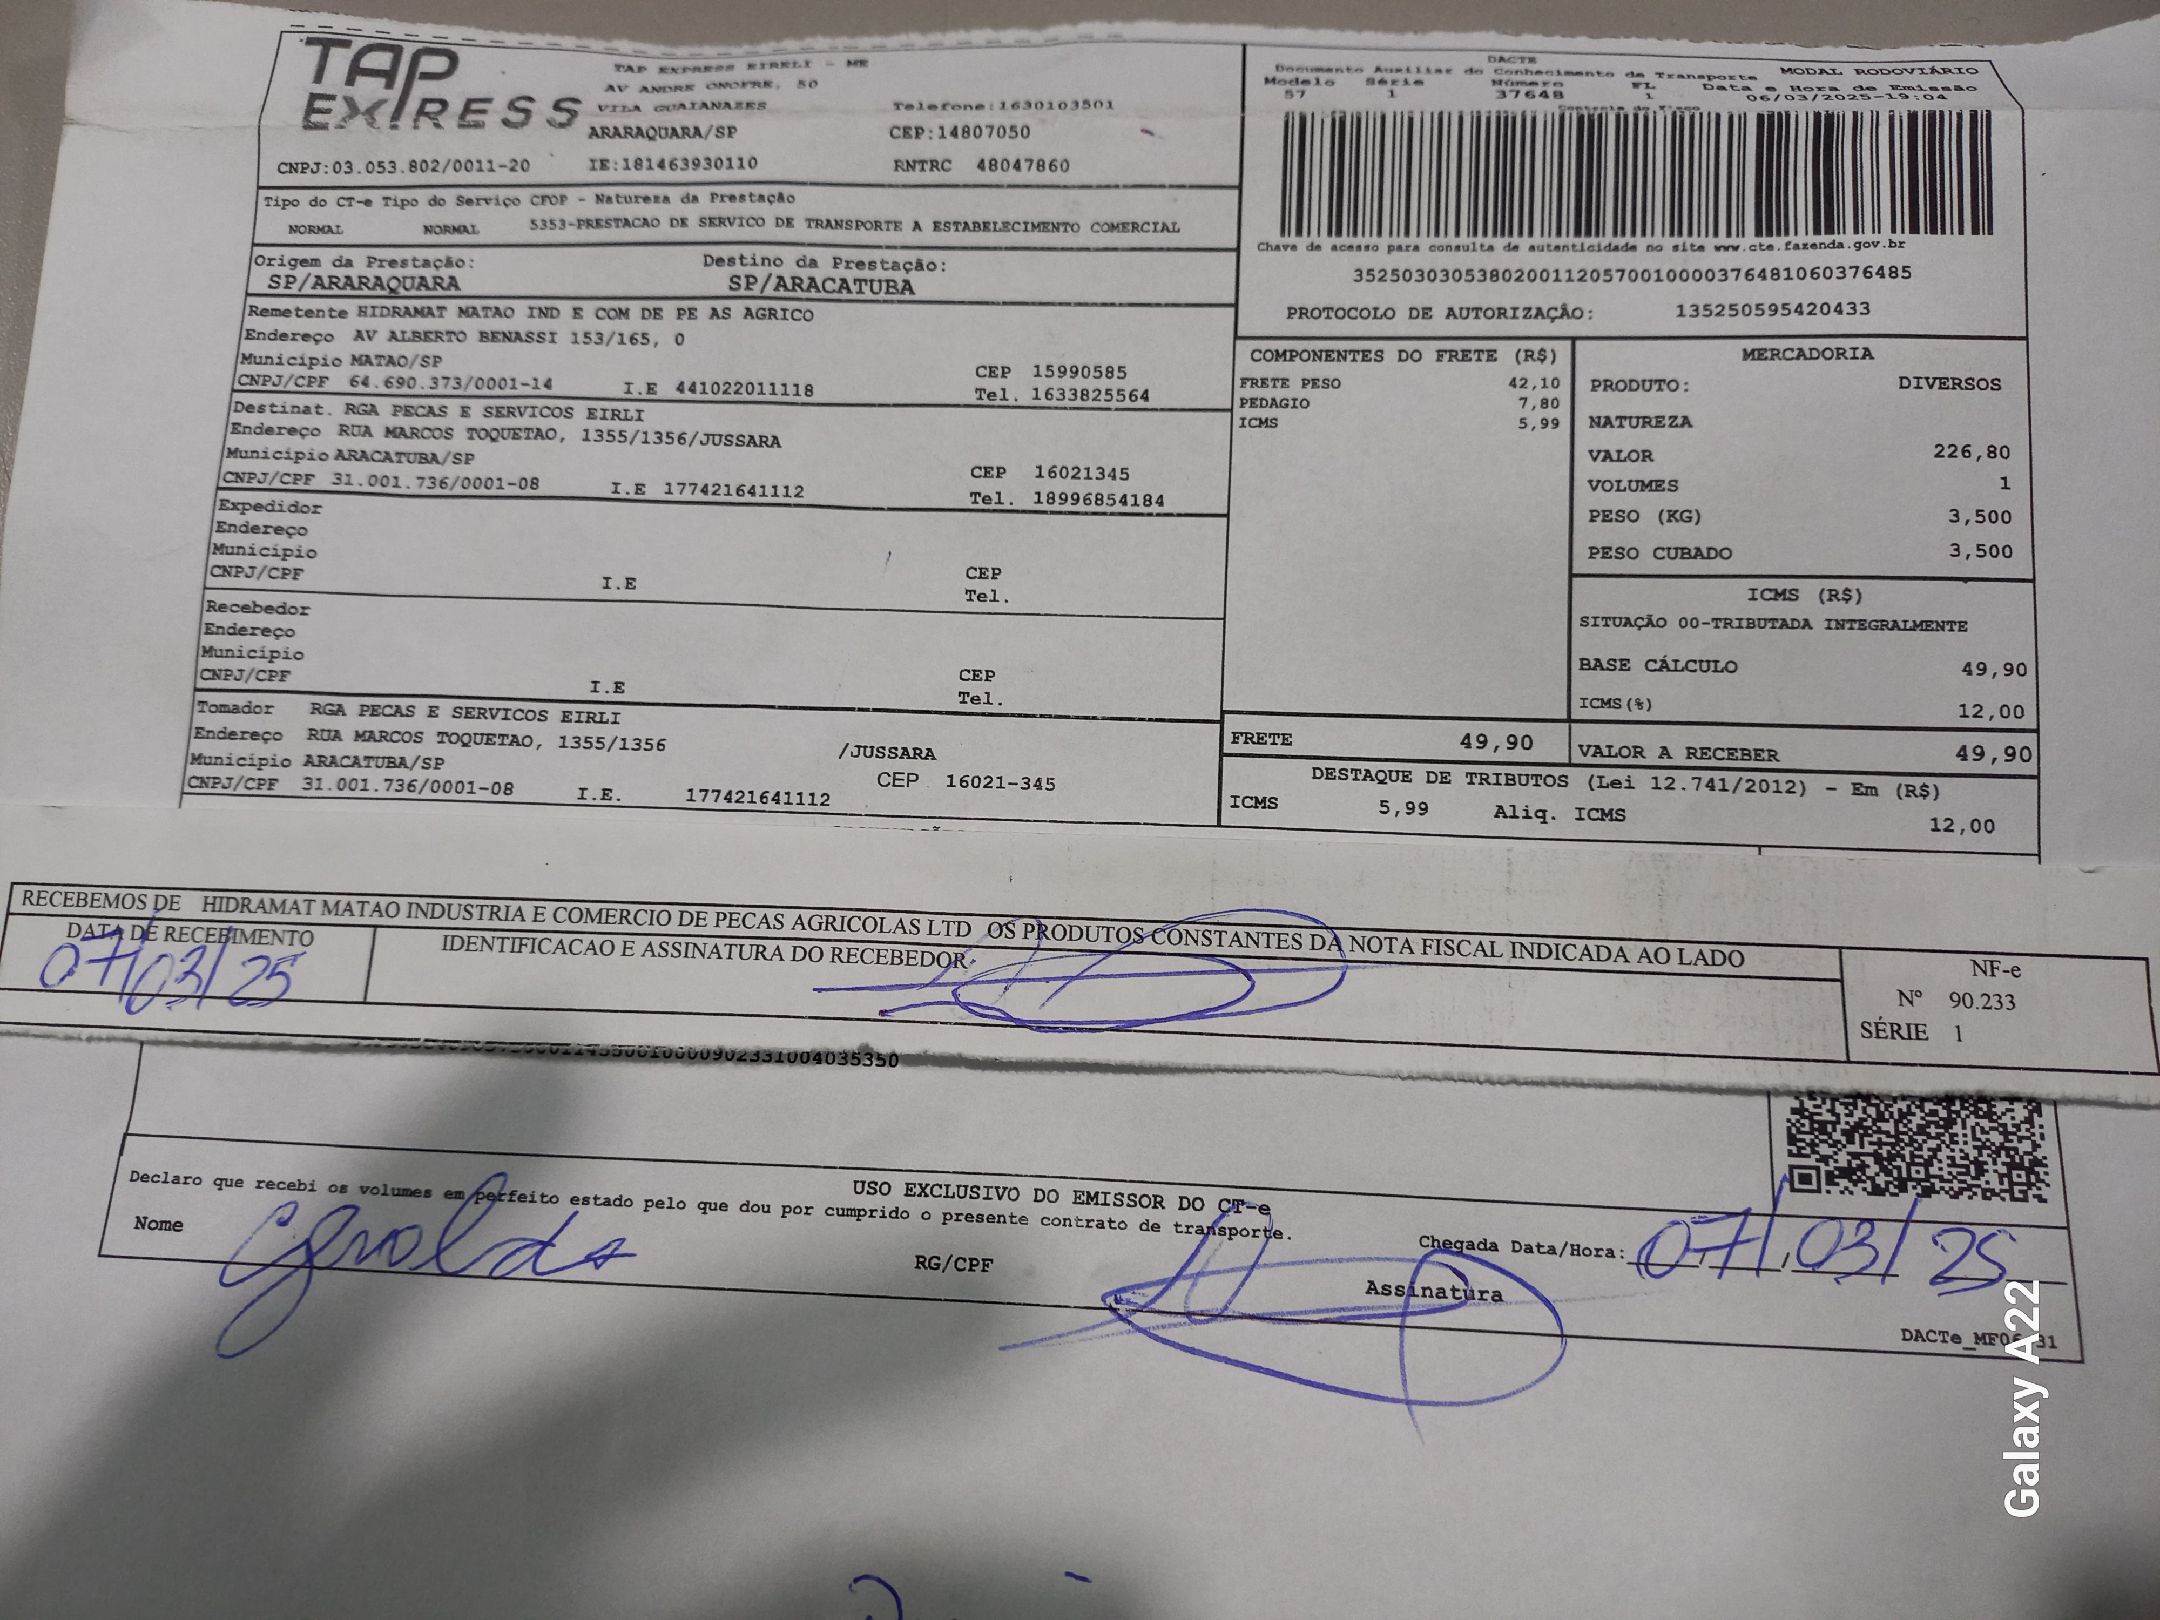 TAP
EXPRESS
TAP EXPRESS EIRELI - ME
AV ANDRE ONOFRE, 50
VILA GUAIANAZES Telefone:1630103501
ARARAQUARA/SP CEP:14807050
CNPJ:03.053.802/0011-20 IE:181463930110 RNTRC 48047860
Tipo do CT-e Tipo do Serviço CFOP - Natureza da Prestação
NORMAL NORMAL 5353-PRESTACAO DE SERVICO DE TRANSPORTE A ESTABELECIMENTO COMERCIAL
Origem da Prestação: Destino da Prestação:
SP/ARARAQUARA SP/ARACATUBA
Remetente HIDRAMAT MATAO IND E COM DE PE AS AGRICO
Endereço AV ALBERTO BENASSI 153/165, 0
Município MATAO/SP CEP 15990585
CNPJ/CPF 64.690.373/0001-14 I.E 441022011118 Tel. 1633825564
Destinat. RGA PECAS E SERVICOS EIRLI
Endereço RUA MARCOS TOQUETAO, 1355/1356/JUSSARA
Município ARACATUBA/SP CEP 16021345
CNPJ/CPF 31.001.736/0001-08 I.E 177421641112 Tel. 18996854184
Expedidor
Endereço
Município CEP
CNPJ/CPF I.E Tel.
Recebedor
Endereço
Município CEP
CNPJ/CPF I.E Tel.
Tomador RGA PECAS E SERVICOS EIRLI
Endereço RUA MARCOS TOQUETAO, 1355/1356 /JUSSARA
Município ARACATUBA/SP CEP 16021-345
CNPJ/CPF 31.001.736/0001-08 I.E. 177421641112
DACTE
Documento Auxiliar do Conhecimento de Transporte MODAL RODOVIÁRIO
Modelo Série Número FL Data e Hora de Emissão
57 1 37648 1 06/03/2025-19:04
Controle do Fisco
Chave de acesso para consulta de autenticidade no site www.cte.fazenda.gov.br
35250303053802001120570010000376481060376485
PROTOCOLO DE AUTORIZAÇÃO: 135250595420433
COMPONENTES DO FRETE (R$)
FRETE PESO 42,10
PEDAGIO 7,80
ICMS 5,99
MERCADORIA
PRODUTO: DIVERSOS
NATUREZA
VALOR 226,80
VOLUMES 1
PESO (KG) 3,500
PESO CUBADO 3,500
ICMS (R$)
SITUAÇÃO 00-TRIBUTADA INTEGRALMENTE
BASE CÁLCULO 49,90
ICMS(%) 12,00
FRETE 49,90 VALOR A RECEBER 49,90
DESTAQUE DE TRIBUTOS (Lei 12.741/2012) - Em (R$)
ICMS 5,99 Aliq. ICMS 12,00
RECEBEMOS DE HIDRAMAT MATAO INDUSTRIA E COMERCIO DE PECAS AGRICOLAS LTD OS PRODUTOS CONSTANTES DA NOTA FISCAL INDICADA AO LADO
DATA DE RECEBIMENTO IDENTIFICACAO E ASSINATURA DO RECEBEDOR
07/03/25
NF-e
Nº 90.233
SÉRIE 1
USO EXCLUSIVO DO EMISSOR DO CT-e
Declaro que recebi os volumes em perfeito estado pelo que dou por cumprido o presente contrato de transporte.
Nome Geraldo RG/CPF Assinatura
Chegada Data/Hora: 07/03/25
Galaxy A22